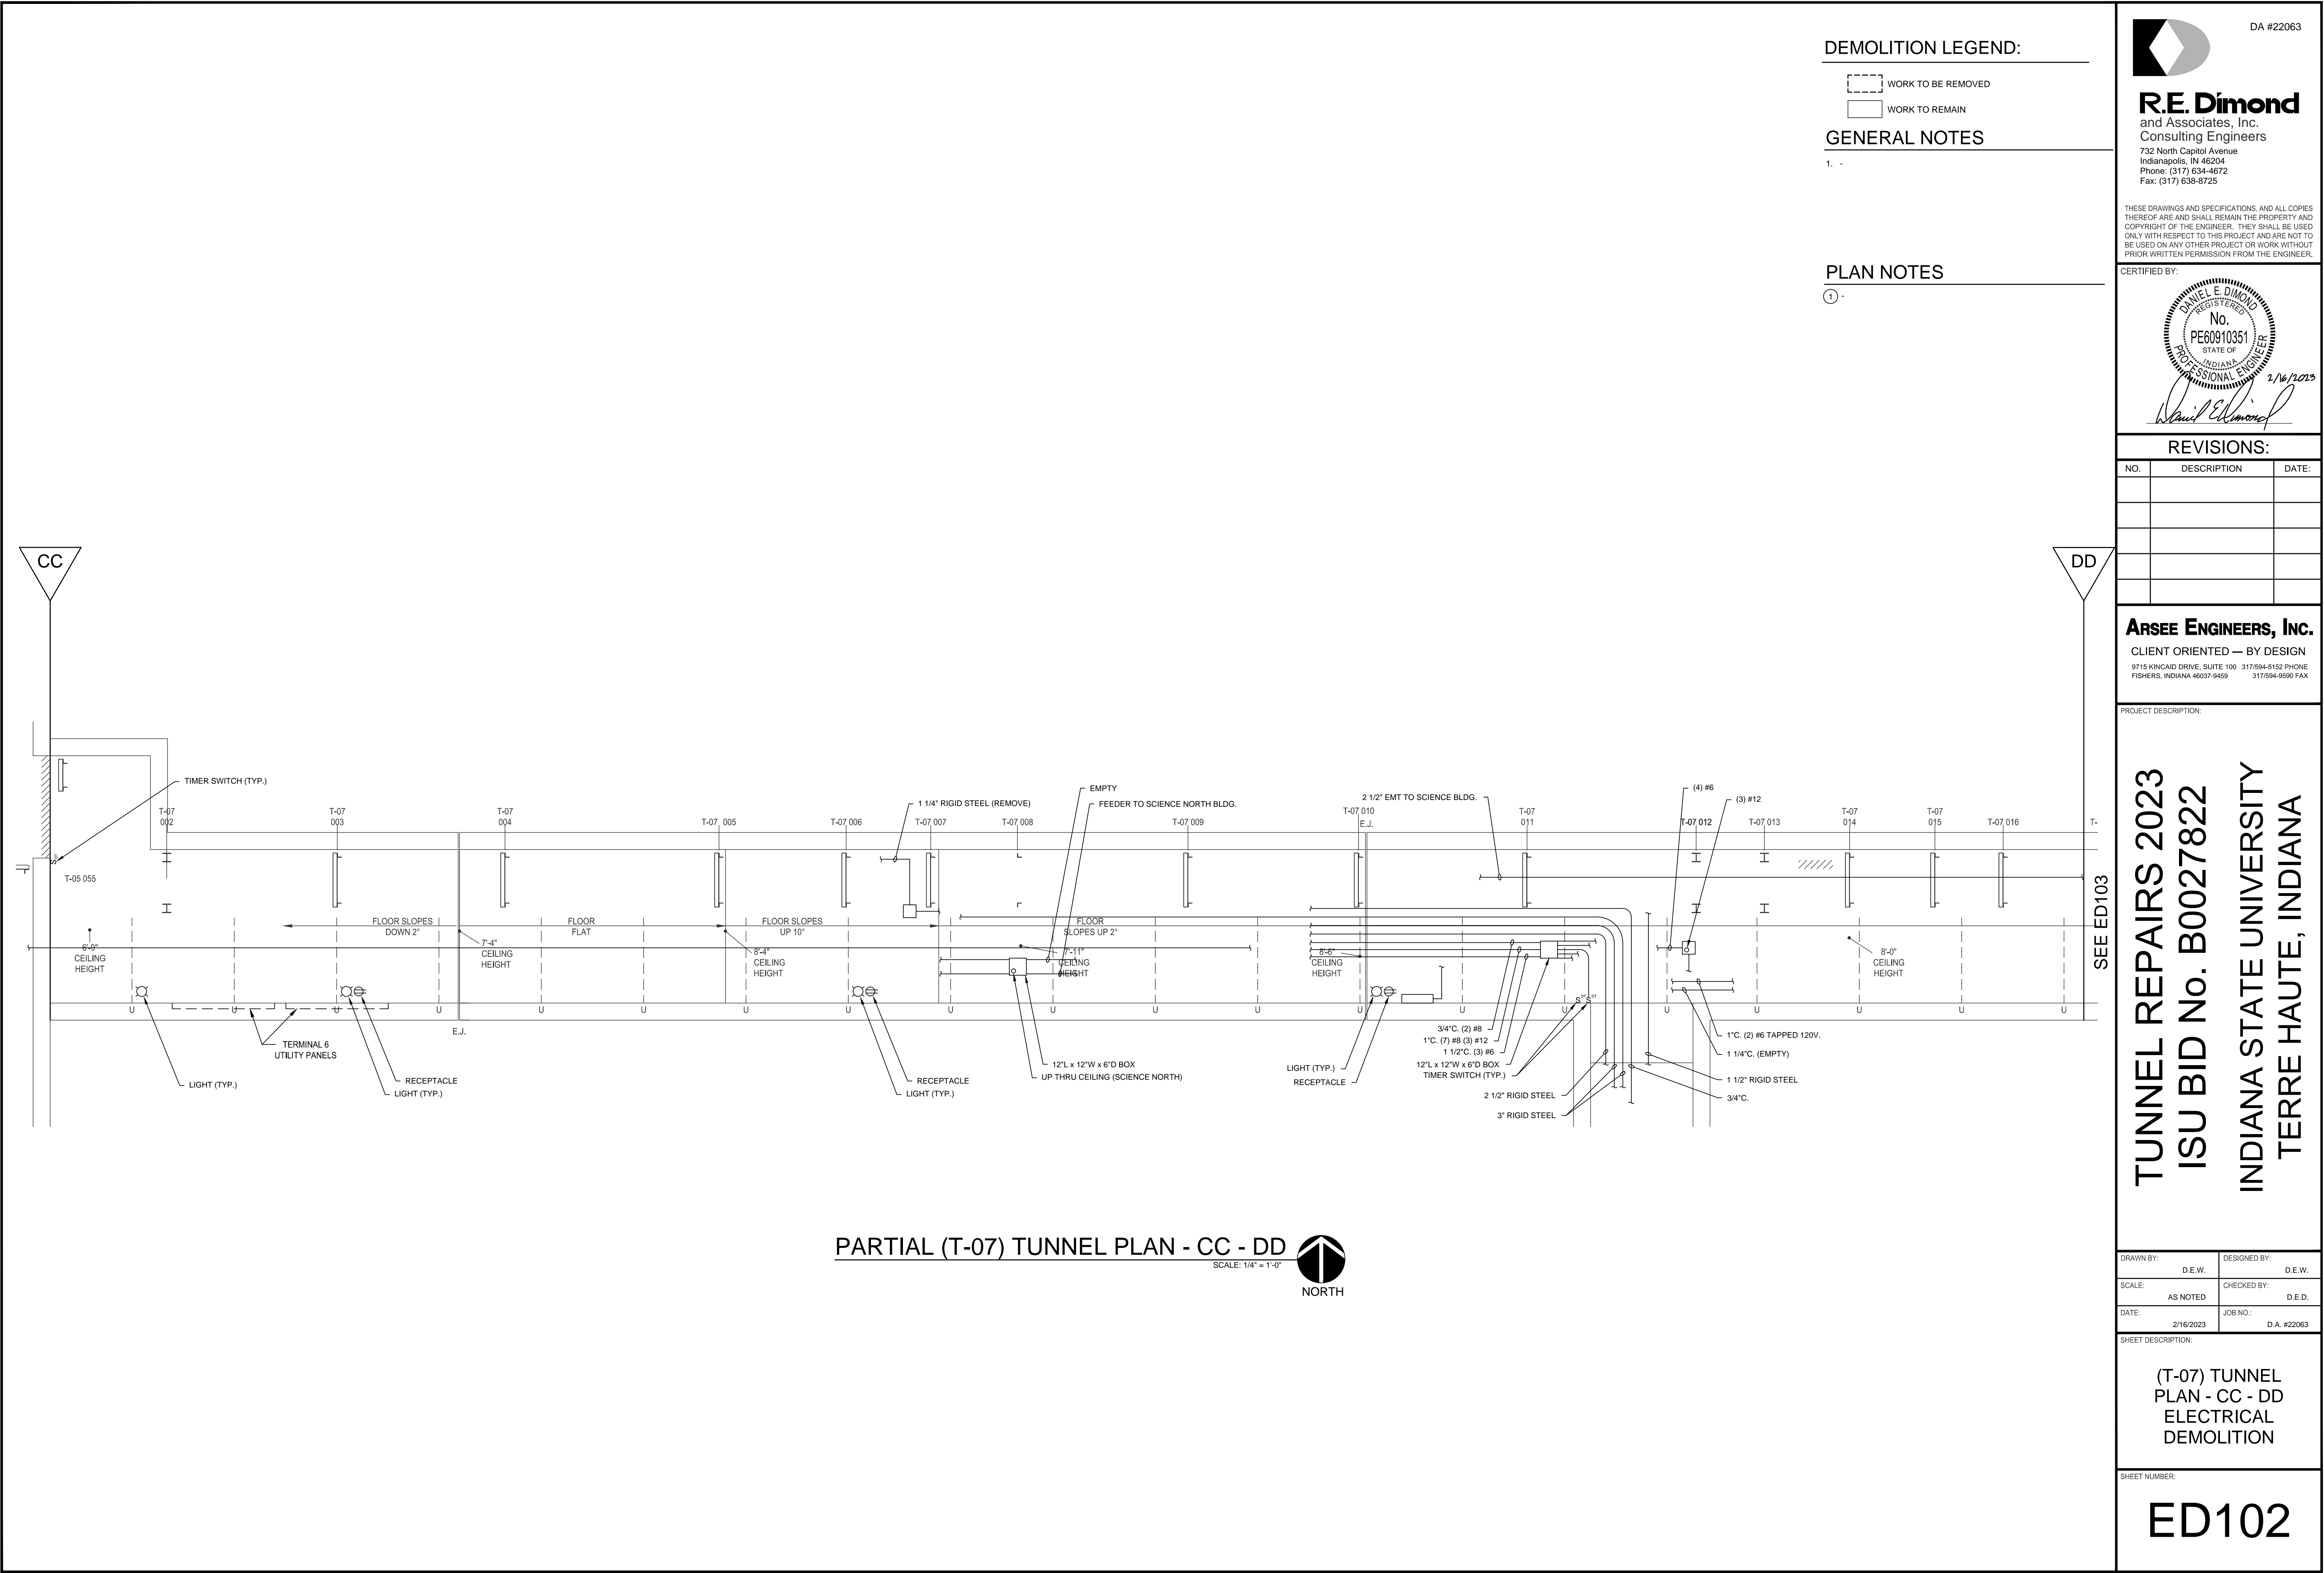 DEMOLITION LEGEND:
WORK TO BE REMOVED
WORK TO REMAIN
GENERAL NOTES
1. -
PLAN NOTES
1 -
CC
DD
TIMER SWITCH (TYP.)
EMPTY
FEEDER TO SCIENCE NORTH BLDG.
1 1/4" RIGID STEEL (REMOVE)
2 1/2" EMT TO SCIENCE BLDG.
(4) #6
(3) #12
T-07
002
T-07
003
T-07
004
T-07 005
T-07 006
T-07 007
T-07 008
T-07 009
T-07 010
E.J.
T-07
011
T-07 012
T-07 013
T-07
014
T-07
015
T-07 016
T-
T-05 055
SEE ED103
FLOOR SLOPES
DOWN 2°
FLOOR
FLAT
FLOOR SLOPES
UP 10°
FLOOR
SLOPES UP 2°
6'-9"
CEILING
HEIGHT
7'-4"
CEILING
HEIGHT
8'-4"
CEILING
HEIGHT
7'-11"
CEILING
HEIGHT
8'-6"
CEILING
HEIGHT
8'-0"
CEILING
HEIGHT
S DT S DT
U U U U U U U U U U U U U U U U U U U U
E.J.
TERMINAL 6
UTILITY PANELS
LIGHT (TYP.)
RECEPTACLE
LIGHT (TYP.)
RECEPTACLE
LIGHT (TYP.)
12"L x 12"W x 6"D BOX
UP THRU CEILING (SCIENCE NORTH)
LIGHT (TYP.)
RECEPTACLE
3/4"C. (2) #8
1"C. (7) #8 (3) #12
1 1/2"C. (3) #6
12"L x 12"W x 6"D BOX
TIMER SWITCH (TYP.)
2 1/2" RIGID STEEL
3" RIGID STEEL
1"C. (2) #6 TAPPED 120V.
1 1/4"C. (EMPTY)
1 1/2" RIGID STEEL
3/4"C.
PARTIAL (T-07) TUNNEL PLAN - CC - DD
SCALE: 1/4" = 1'-0"
NORTH
DA #22063
R.E. Dimond
and Associates, Inc.
Consulting Engineers
732 North Capitol Avenue
Indianapolis, IN 46204
Phone: (317) 634-4672
Fax: (317) 638-8725
THESE DRAWINGS AND SPECIFICATIONS, AND ALL COPIES
THEREOF ARE AND SHALL REMAIN THE PROPERTY AND
COPYRIGHT OF THE ENGINEER. THEY SHALL BE USED
ONLY WITH RESPECT TO THIS PROJECT AND ARE NOT TO
BE USED ON ANY OTHER PROJECT OR WORK WITHOUT
PRIOR WRITTEN PERMISSION FROM THE ENGINEER.
CERTIFIED BY:
DANIEL E. DIMOND
REGISTERED
No.
PE60910351
STATE OF
INDIANA
PROFESSIONAL ENGINEER
2/16/2023
Daniel E Dimond
REVISIONS:
NO. DESCRIPTION DATE:
ARSEE ENGINEERS, INC.
CLIENT ORIENTED — BY DESIGN
9715 KINCAID DRIVE, SUITE 100 317/594-5152 PHONE
FISHERS, INDIANA 46037-9459 317/594-9590 FAX
PROJECT DESCRIPTION:
TUNNEL REPAIRS 2023
ISU BID No. B0027822
INDIANA STATE UNIVERSITY
TERRE HAUTE, INDIANA
DRAWN BY: D.E.W.
DESIGNED BY: D.E.W.
SCALE: AS NOTED
CHECKED BY: D.E.D.
DATE: 2/16/2023
JOB NO.: D.A. #22063
SHEET DESCRIPTION:
(T-07) TUNNEL
PLAN - CC - DD
ELECTRICAL
DEMOLITION
SHEET NUMBER:
ED102